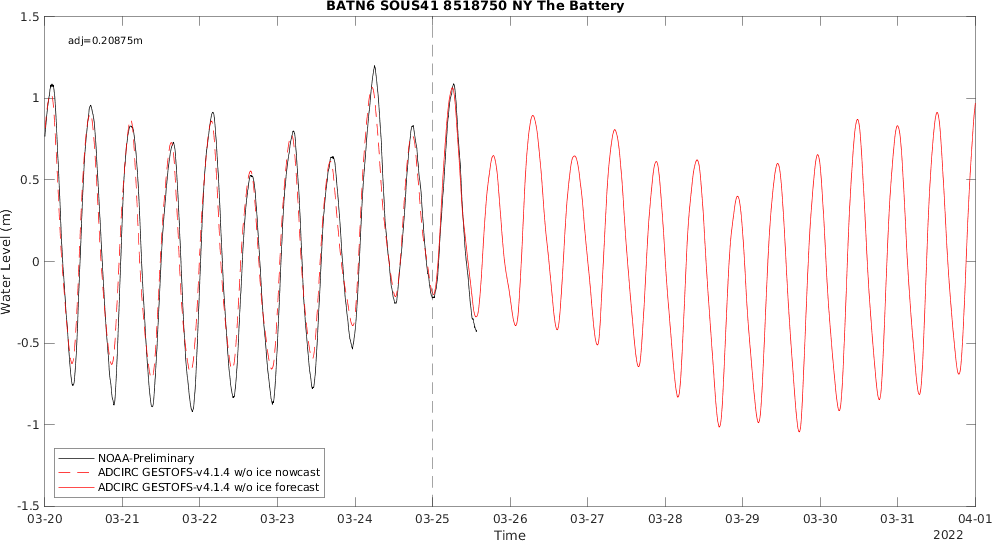 BATN6 SOUS41 8518750 NY The Battery
adj=0.20875m
1.5
1
0.5
0
-0.5
-1
-1.5
Water Level (m)
NOAA-Preliminary
ADCIRC GESTOFS-v4.1.4 w/o ice nowcast
ADCIRC GESTOFS-v4.1.4 w/o ice forecast
03-20 03-21 03-22 03-23 03-24 03-25 03-26 03-27 03-28 03-29 03-30 03-31 04-01
Time
2022